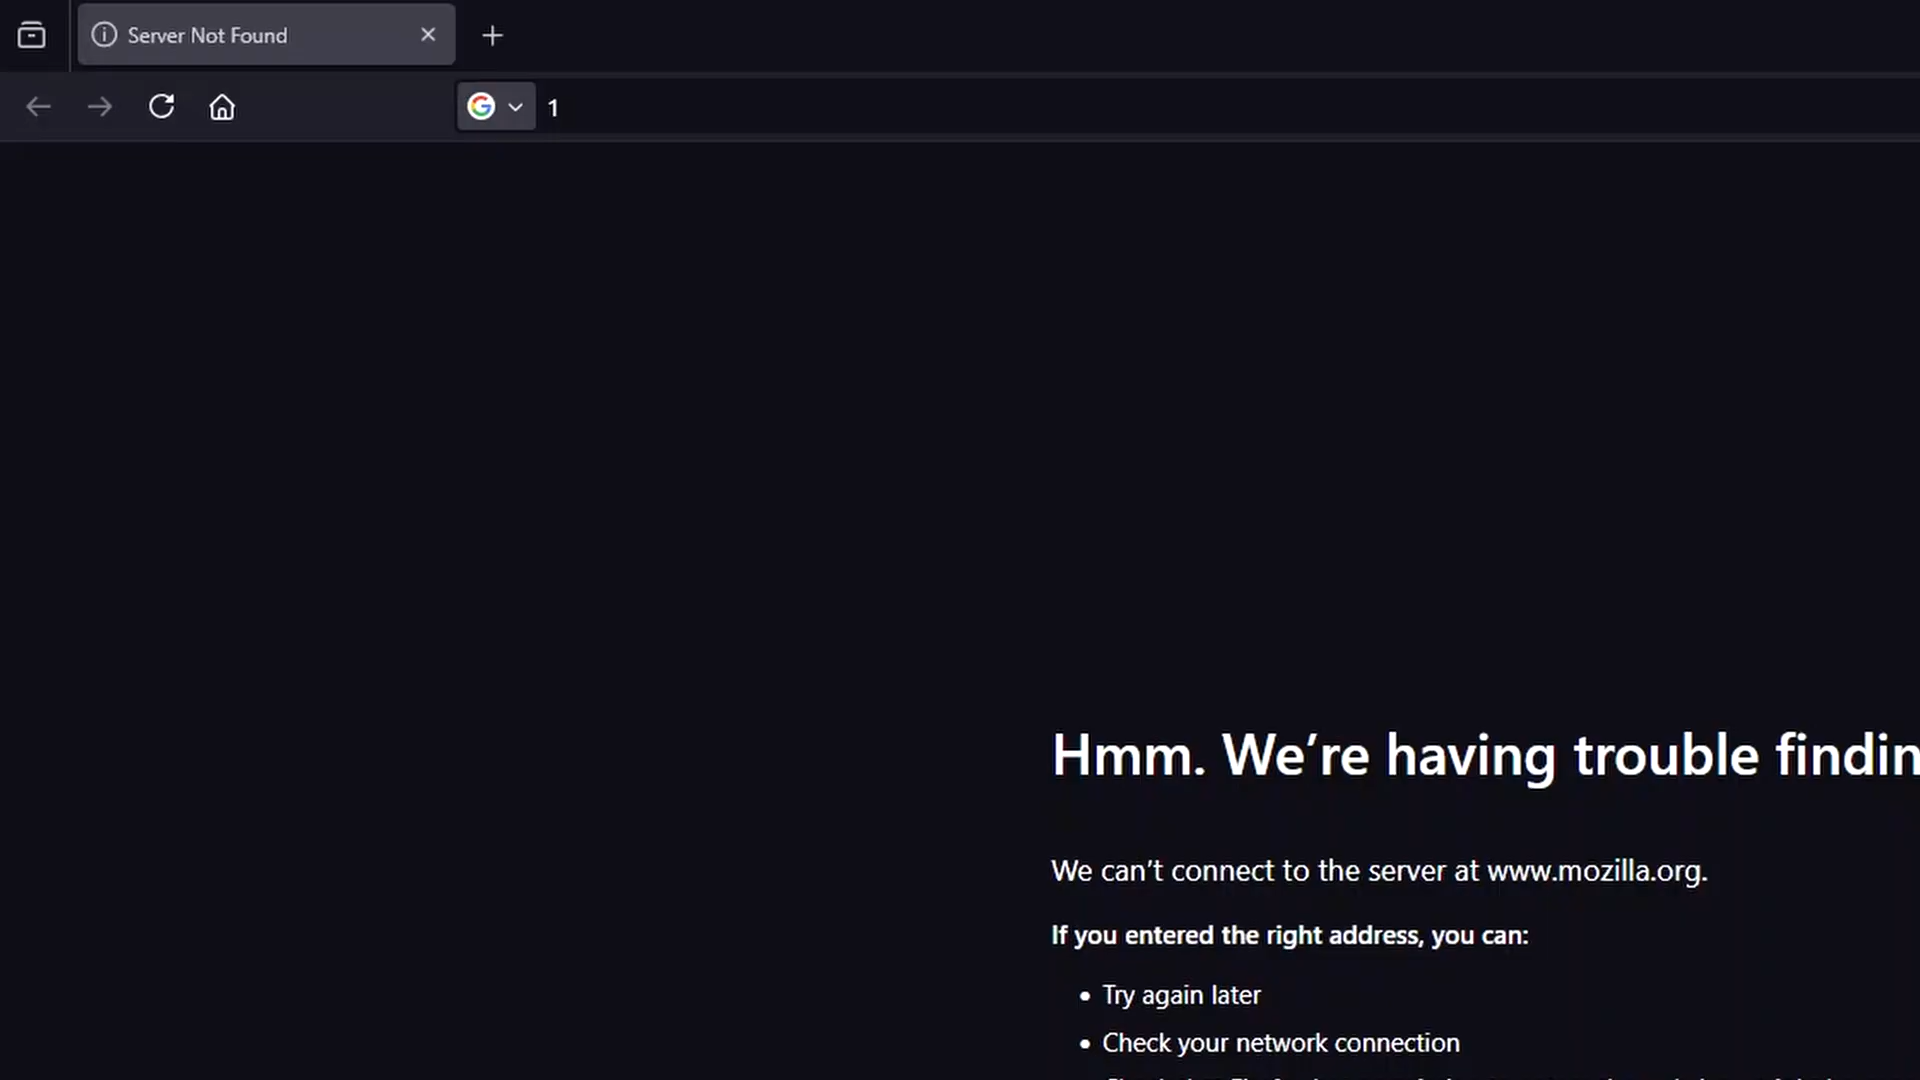 Server Not Found
1
Hmm. We’re having trouble
We can’t connect to the server at www.mozilla.org.
If you entered the right address, you can:
Try again later
Check your network connection